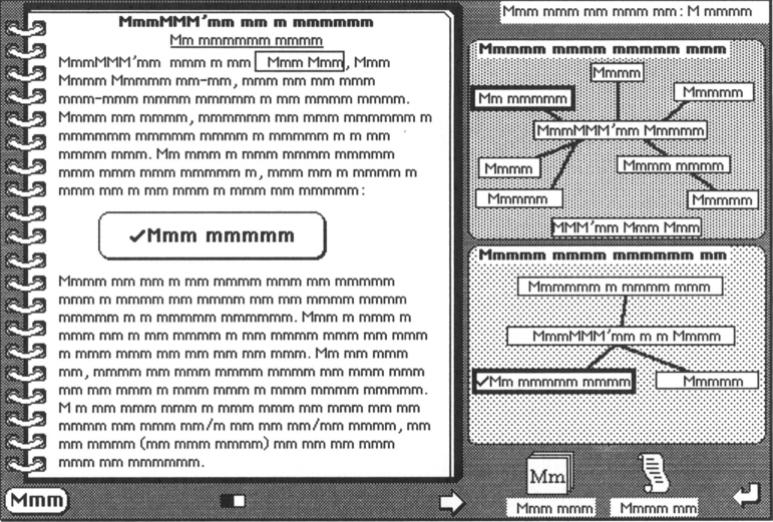 MmmMMM'mm mm m mmmmmm
Mm mmmmmmm mmmm
MmmMMM'mm mmm m mm Mmm Mmm, Mmm
Mmmm Mmmmm mm-mm, mmm mm mm mmm
mmm-mmm mmmmm mmmmm m mm mmmm mmmm.
Mmmm mm mmmm, mmmmmm mm mmm mmmmmm m
mmmmmm mmmmm mmmm m mmmmm m m mm
mmmmm mmm. Mm mmm m mmm mmmm mmmmm
mmm mmm mmm mmmmm m, mmm m mmmm m
mmm mm m mm mmm m mmm mm mmmmm:
✓Mmm mmmmm
Mmmm mm mm m mm mmmm mmm mm mmmmm
mmm m mmmm mm mmmm mm mm mmmm mmmm
mmmmm m m mmmmm mmmmmm. Mmm m mmm m
mmm m mm mmmm m mm mmmm mmm mm mmm
m mmm mmm mm mmm mm mmm. Mm mm mmm
mm, mmmm mm mmm mmmm mmmm mm mmm mmm
mm mmm m mmm mmm m mmm mmmm mmmmm.
M m mm mmm mmm m mmm mmm mm mmm mm mm
mmmm mm mmm mm/m mm mm mm/mm mmmm, mm
mm mmmm (mm mmm mmmm) mm mm mm mmm
mmm mm mmmmmm.
Mmm
Mmm mmm mm mmm mm: M mmmm
Mmmmm mmmm mmmmm mmm
Mmmm
Mm mmmmm
Mmmmm
MmmMMM'mm Mmmmm
Mmmm
Mmmm mmmm
Mmmmm
Mmmmm
MMM'mm Mmm Mmm
Mmmmm mmmm mmmmmm mm
Mmmmmm m mmmm mmm
MmmMMM'mm m m Mmmm
✓Mm mmmmm mmmm
Mmmmm
Mm
Mmm mmm
Mmmm mm